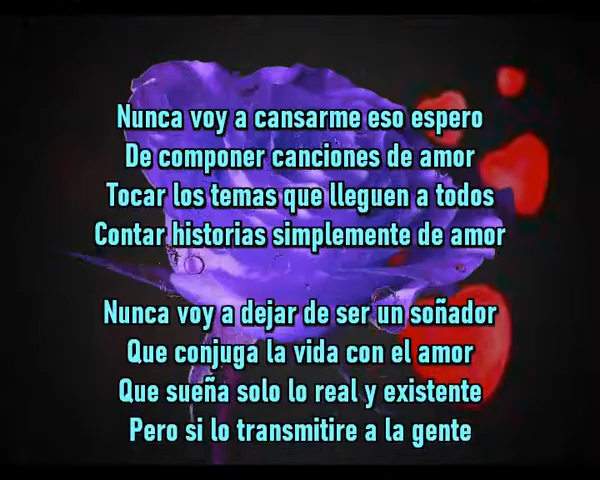 Nunca voy a cansarme eso espero
De componer canciones de amor
Tocar los temas que lleguen a todos
Contar historias simplemente de amor
Nunca voy a dejar de ser un soñador
Que conjuga la vida con el amor
Que sueña solo lo real y existente
Pero si lo transmitire a la gente